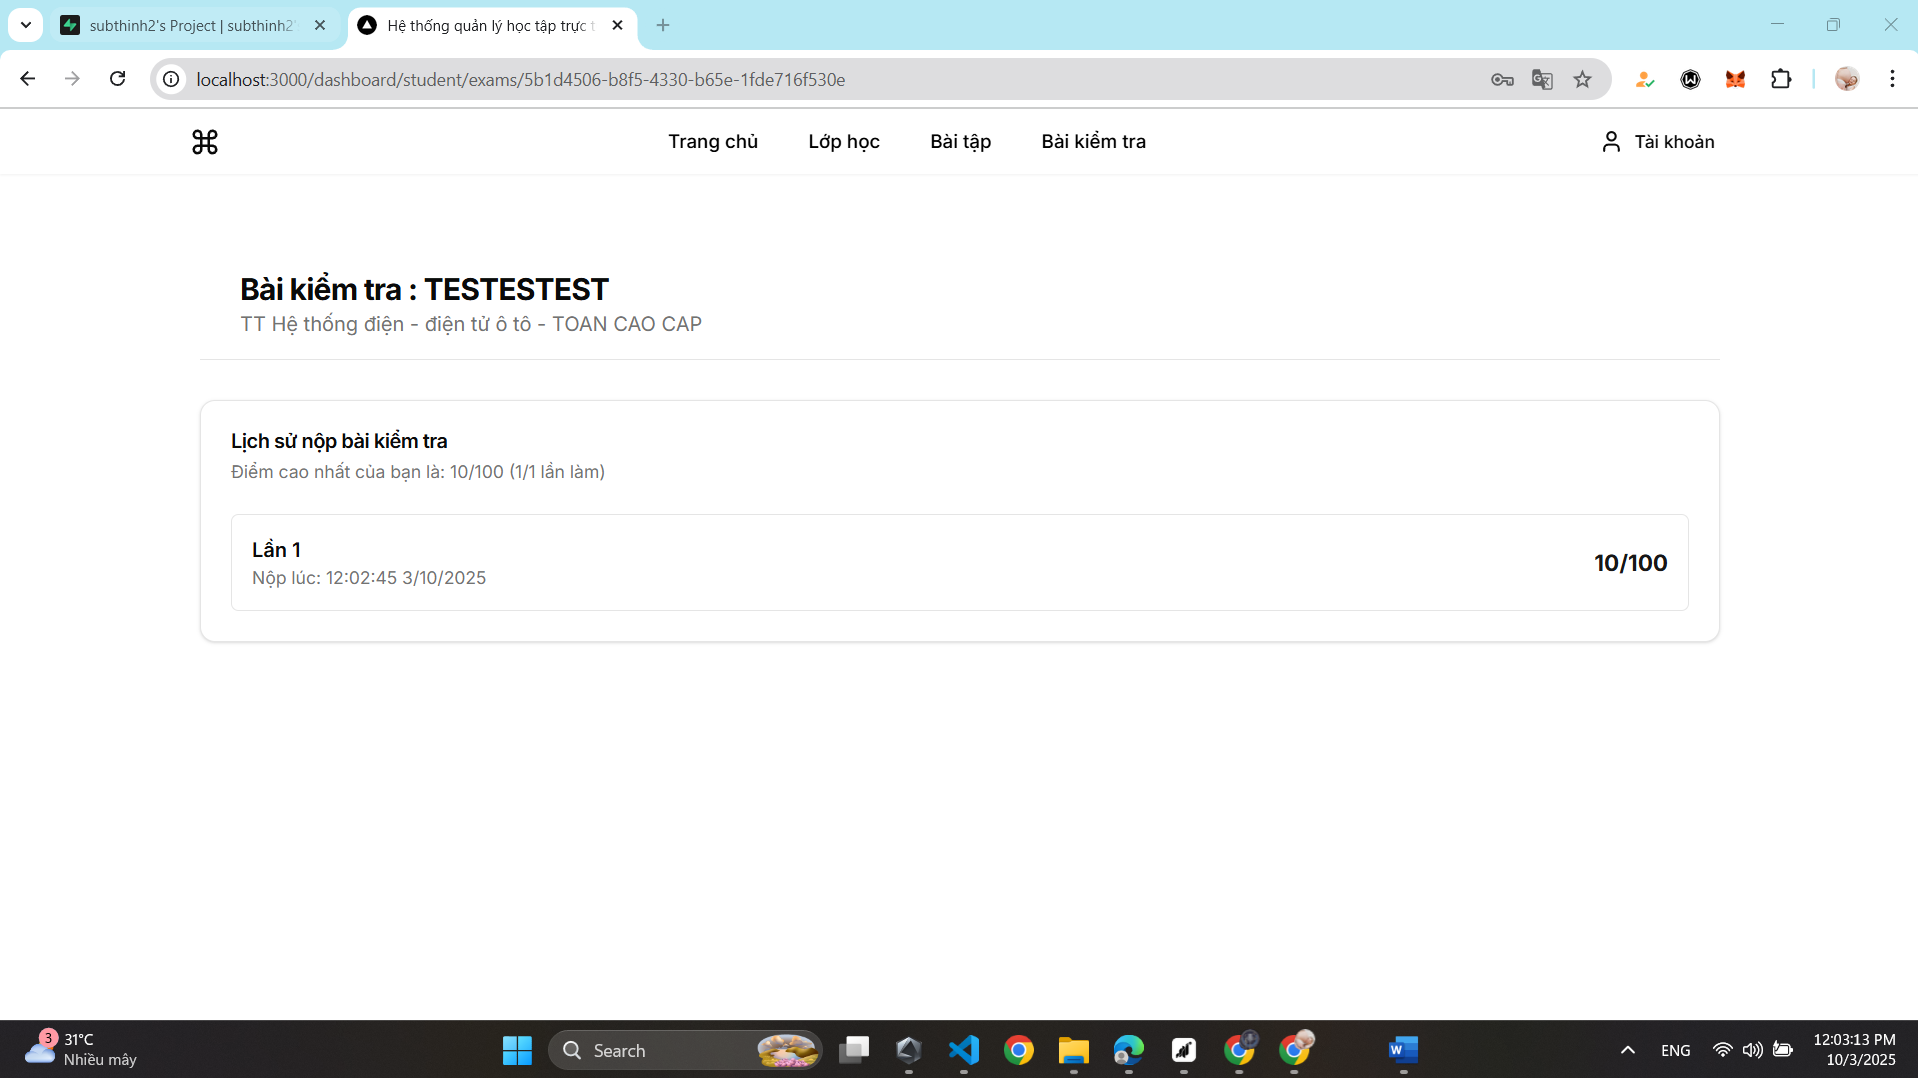 subthinh2's Project | subthinh2'
Hệ thống quản lý học tập trực t
localhost:3000/dashboard/student/exams/5b1d4506-b8f5-4330-b65e-1fde716f530e
Trang chủ
Lớp học
Bài tập
Bài kiểm tra
Tài khoản
Bài kiểm tra : TESTESTEST
TT Hệ thống điện - điện tử ô tô - TOAN CAO CAP
Lịch sử nộp bài kiểm tra
Điểm cao nhất của bạn là: 10/100 (1/1 lần làm)
Lần 1
Nộp lúc: 12:02:45 3/10/2025
10/100
3
31°C
Nhiều mây
Search
ENG
12:03:13 PM
10/3/2025